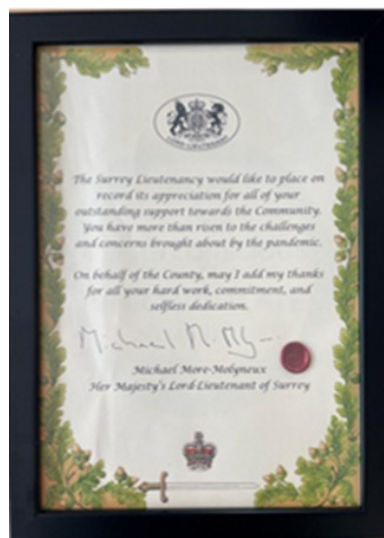 LORD-LIEUTENANT
The Surrey Lieutenancy would like to place on
record its appreciation for all of your
outstanding support towards the Community.
You have more than risen to the challenges
and concerns brought about by the pandemic.
On behalf of the County, may I add my thanks
for all your hard work, commitment, and
selfless dedication.
Michael M. M
Michael More-Molyneux
Her Majesty's Lord-Lieutenant of Surrey